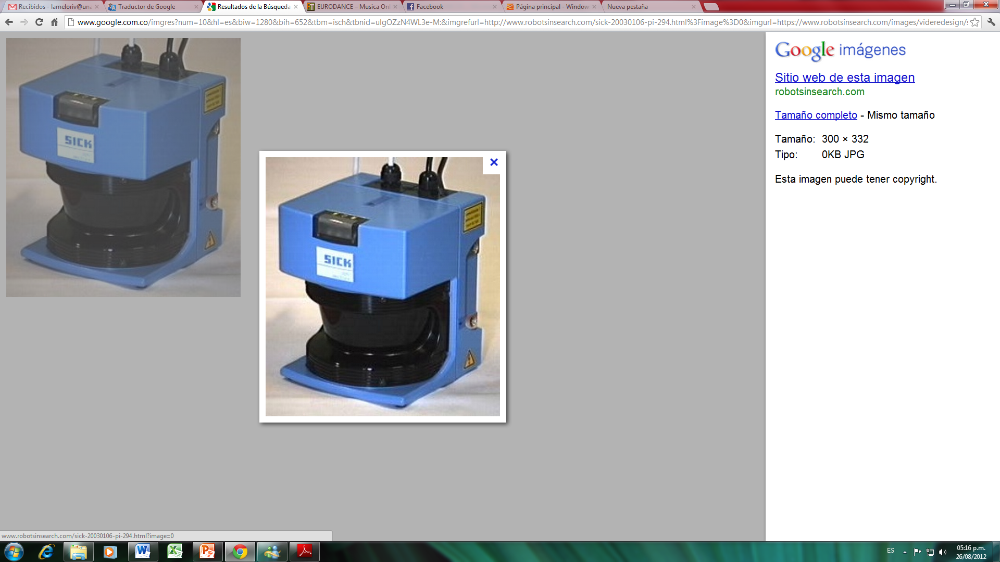 Recibidos - lameloriv@una
Traductor de Google
Resultados de la Búsqueda
EURODANCE – Musica Onl
Facebook
Página principal - Window
Nueva pestaña
www.google.com.co/imgres?num=10&hl=es&biw=1280&bih=652&tbm=isch&tbnid=uIgOZzN4WL3e-M:&imgrefurl=http://www.robotsinsearch.com/sick-20030106-pi-294.html%3Fimage%3D0&imgurl=https://www.robotsinsearch.com/images/videredesign/s
SICK
SICK
Google imágenes
Sitio web de esta imagen
robotsinsearch.com
Tamaño completo - Mismo tamaño
Tamaño: 300 × 332
Tipo: 0KB JPG
Esta imagen puede tener copyright.
www.robotsinsearch.com/sick-20030106-pi-294.html?image=0
ES
05:16 p.m.
26/08/2012